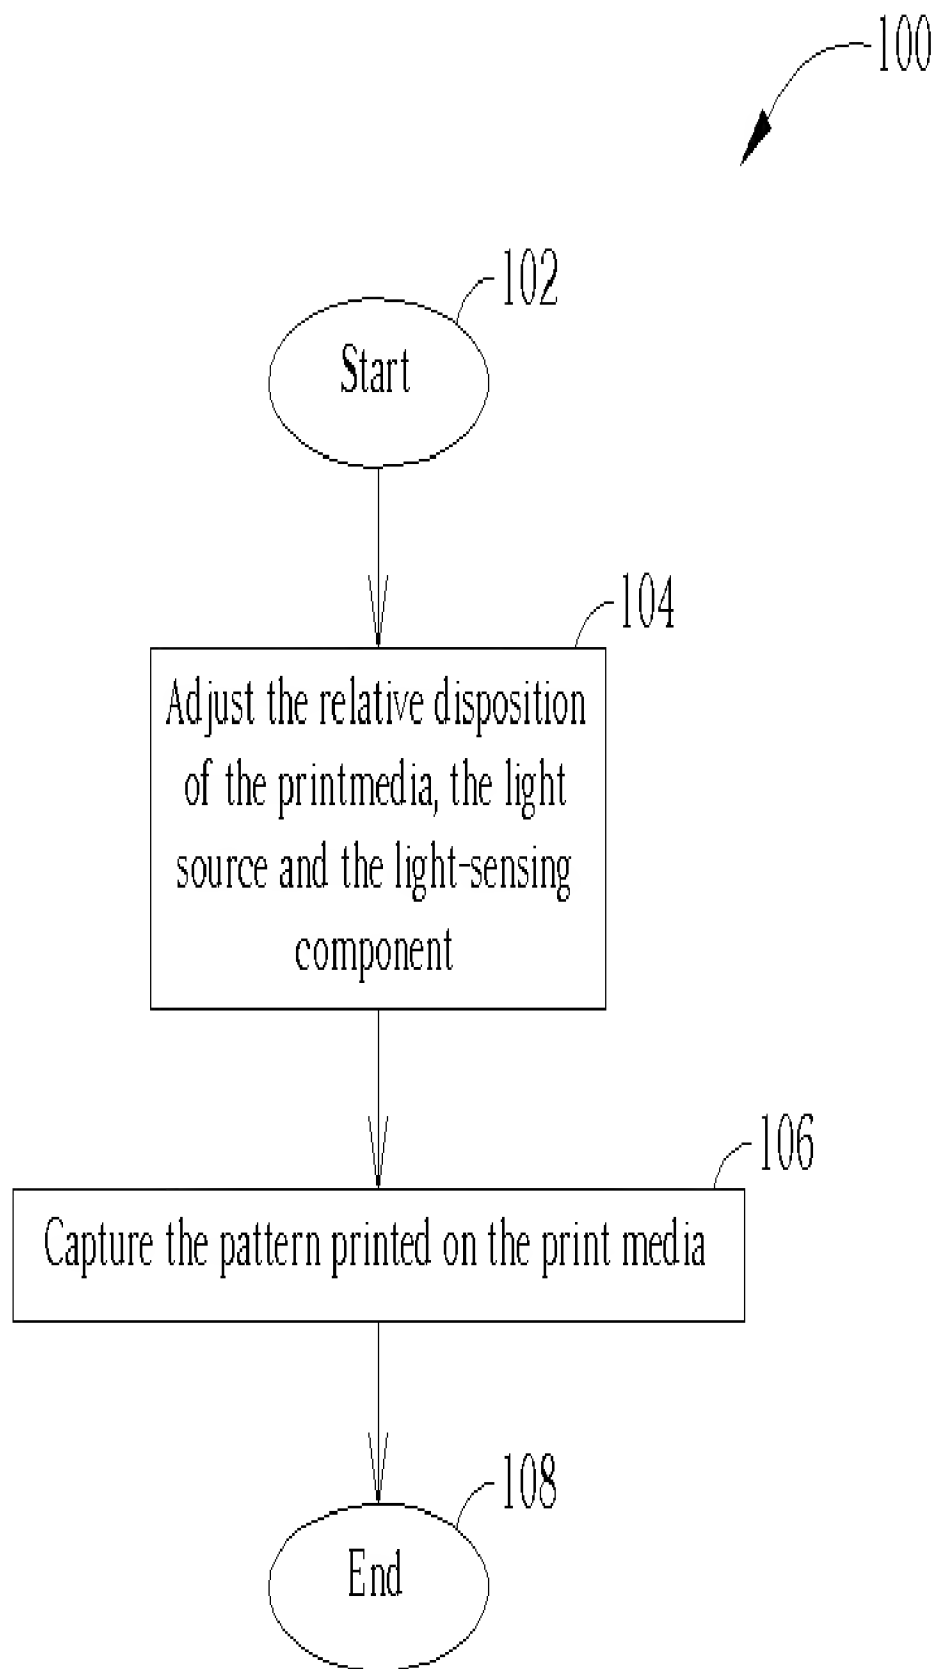 100
102
Start
104
Adjust the relative disposition
of the printmedia, the light
source and the light-sensing
component
106
Capture the pattern printed on the print media
108
End